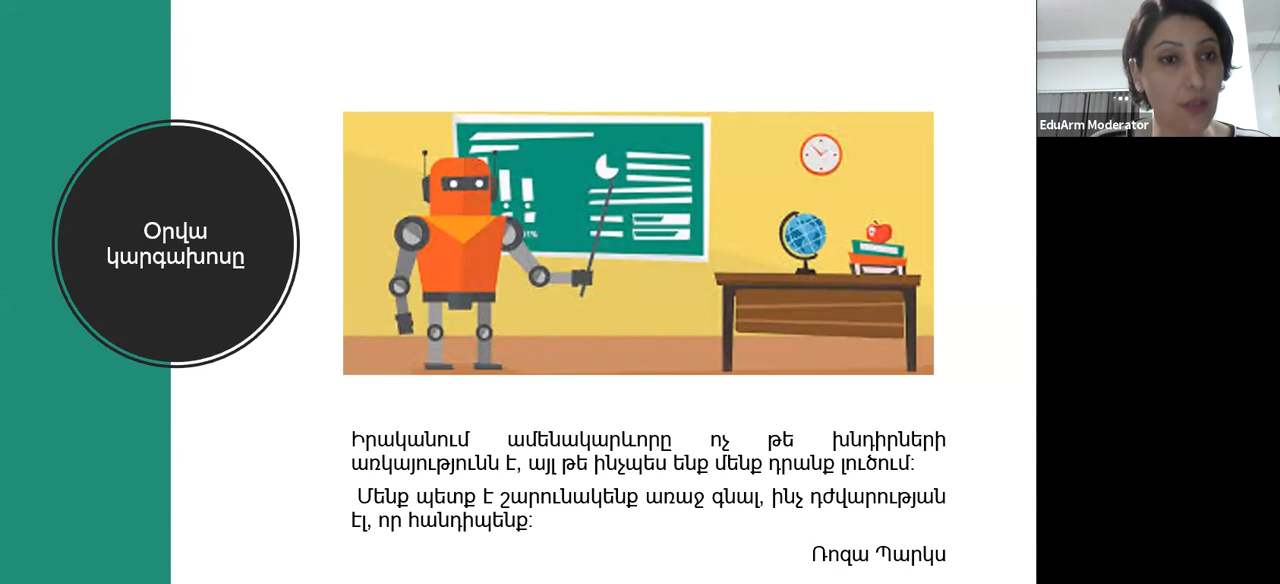 Օրվա
կարգախոսը
Իրականում ամենակարևորը ոչ թե խնդիրների
առկայությունն է, այլ թե ինչպես ենք մենք դրանք լուծում:
Մենք պետք է շարունակենք առաջ գնալ, ինչ դժվարության
էլ, որ հանդիպենք:
Ռոզա Պարկս
EduArm Moderator